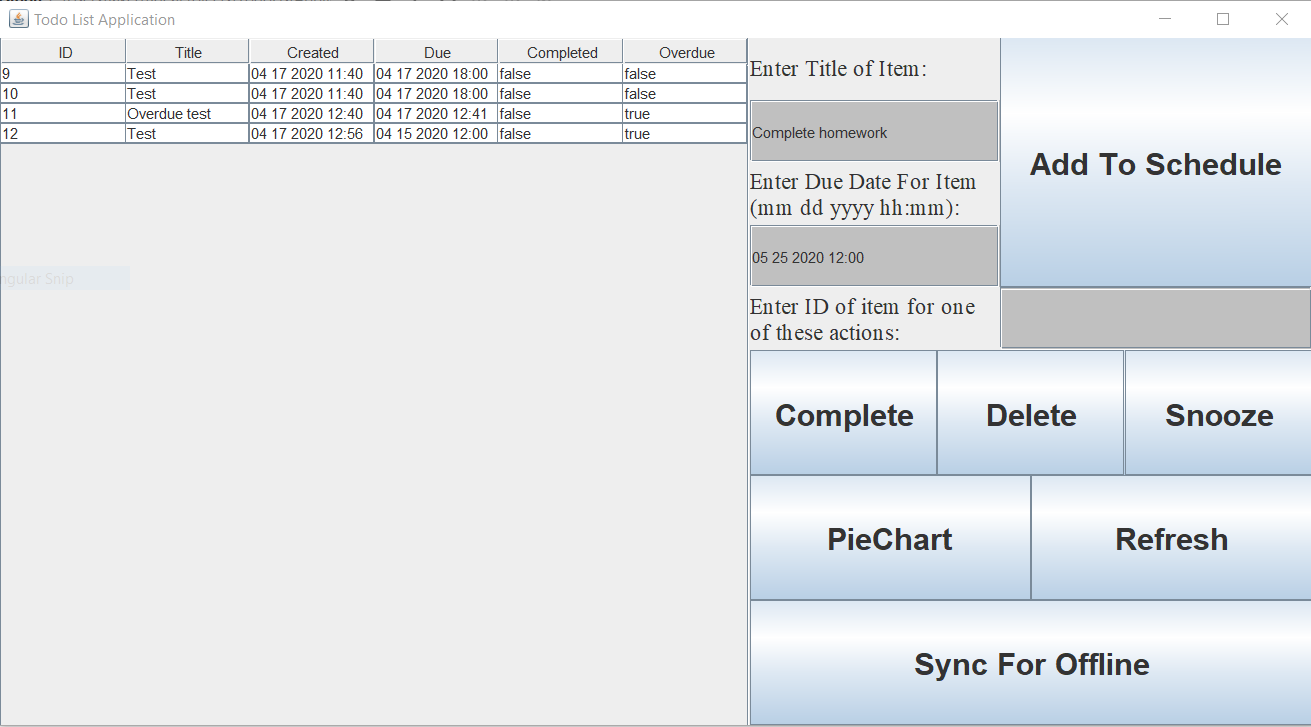 Todo List Application
ID Title Created Due Completed Overdue
9 Test 04 17 2020 11:40 04 17 2020 18:00 false false
10 Test 04 17 2020 11:40 04 17 2020 18:00 false false
11 Overdue test 04 17 2020 12:40 04 17 2020 12:41 false true
12 Test 04 17 2020 12:56 04 15 2020 12:00 false true
ngular Snip
Enter Title of Item:
Complete homework
Add To Schedule
Enter Due Date For Item
(mm dd yyyy hh:mm):
05 25 2020 12:00
Enter ID of item for one
of these actions:
Complete Delete Snooze
PieChart Refresh
Sync For Offline